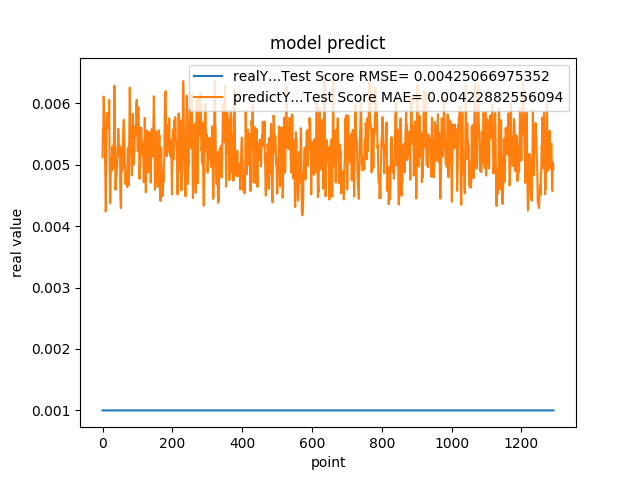 model predict
realY...Test Score RMSE= 0.00425066975352
predictY...Test Score MAE= 0.00422882556094
0.006
0.005
0.004
0.003
0.002
0.001
real value
0 200 400 600 800 1000 1200
point